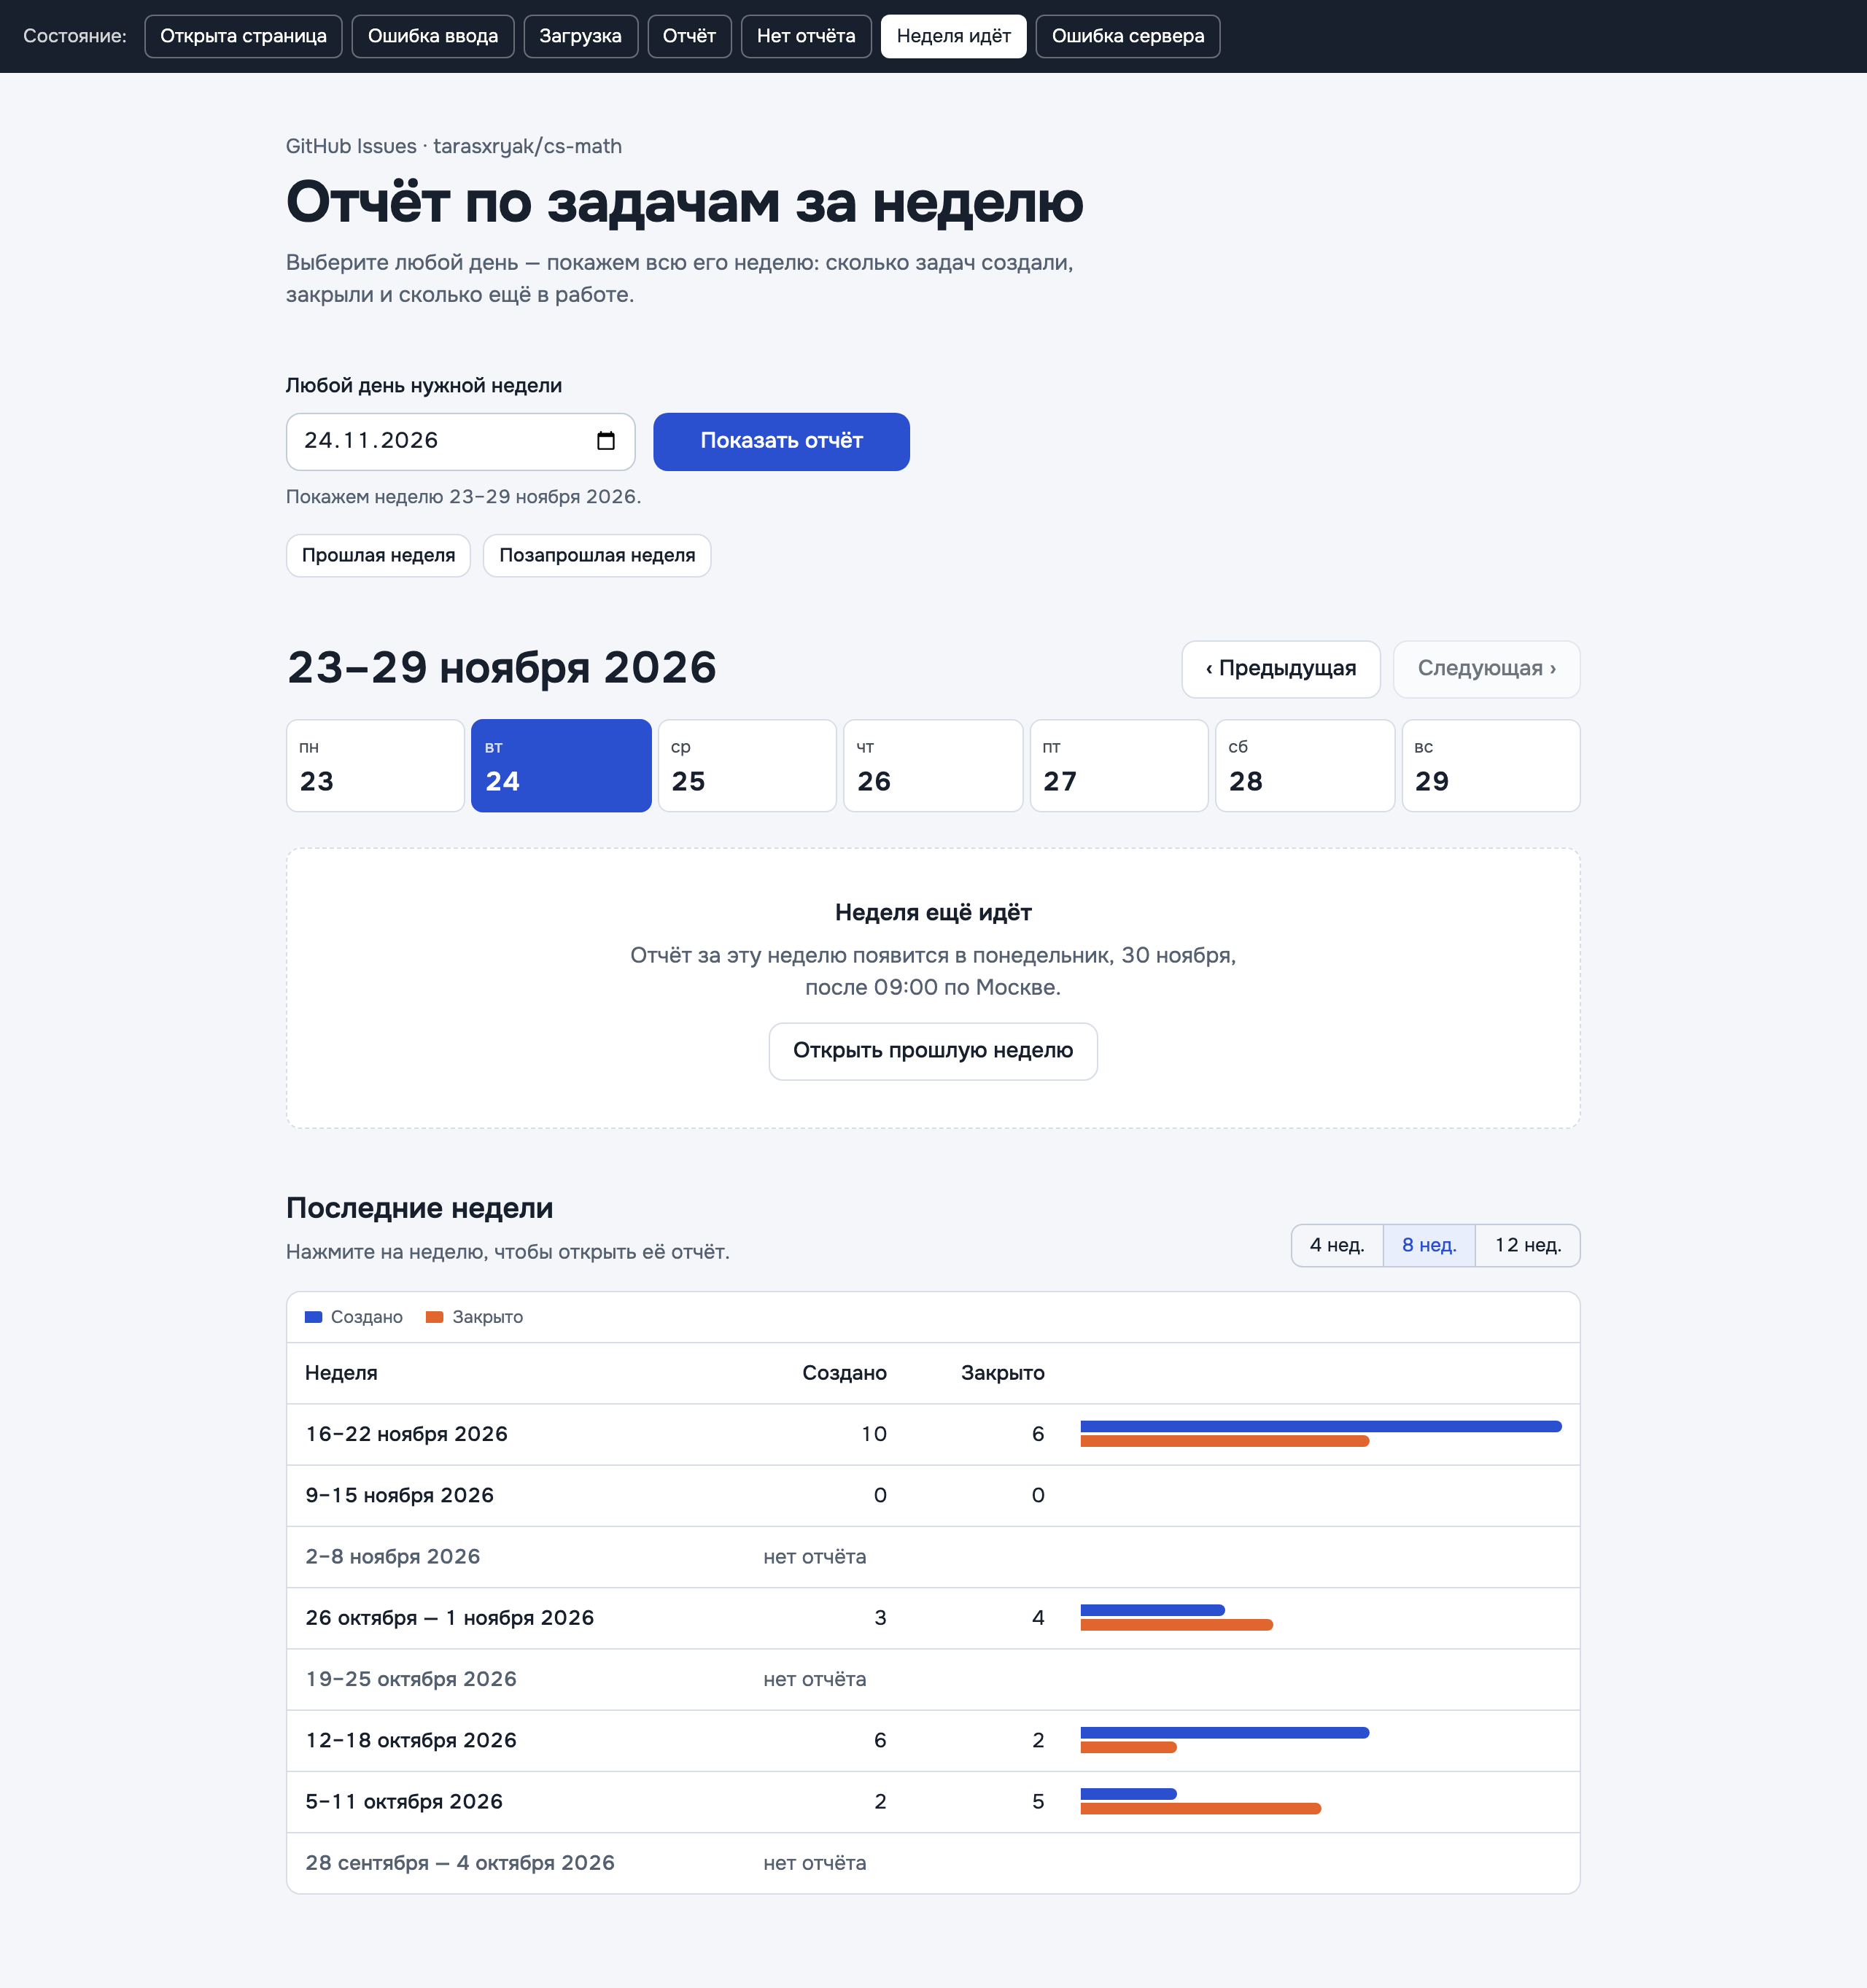 Состояние: Открыта страница Ошибка ввода Загрузка Отчёт Нет отчёта Неделя идёт Ошибка сервера
GitHub Issues · tarasxryak/cs-math
Отчёт по задачам за неделю
Выберите любой день — покажем всю его неделю: сколько задач создали,
закрыли и сколько ещё в работе.
Любой день нужной недели
24.11.2026 Показать отчёт
Покажем неделю 23–29 ноября 2026.
Прошлая неделя Позапрошлая неделя
23–29 ноября 2026 ‹ Предыдущая Следующая ›
пн вт ср чт пт сб вс
23 24 25 26 27 28 29
Неделя ещё идёт
Отчёт за эту неделю появится в понедельник, 30 ноября,
после 09:00 по Москве.
Открыть прошлую неделю
Последние недели
Нажмите на неделю, чтобы открыть её отчёт. 4 нед. 8 нед. 12 нед.
Создано Закрыто
Неделя Создано Закрыто
16–22 ноября 2026 10 6
9–15 ноября 2026 0 0
2–8 ноября 2026 нет отчёта
26 октября — 1 ноября 2026 3 4
19–25 октября 2026 нет отчёта
12–18 октября 2026 6 2
5–11 октября 2026 2 5
28 сентября — 4 октября 2026 нет отчёта